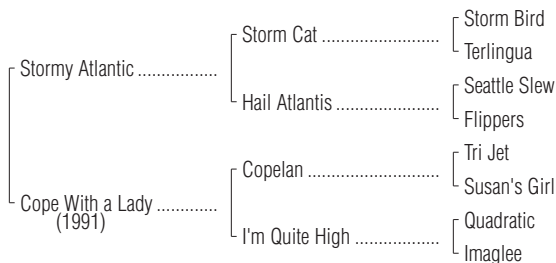 Storm Bird
Storm Cat ........................
Terlingua
Stormy Atlantic ................
Seattle Slew
Hail Atlantis ........................
Flippers
Tri Jet
Copelan ...............................
Susan's Girl
Cope With a Lady .............
(1991)
Quadratic
I'm Quite High ...................
Imaglee